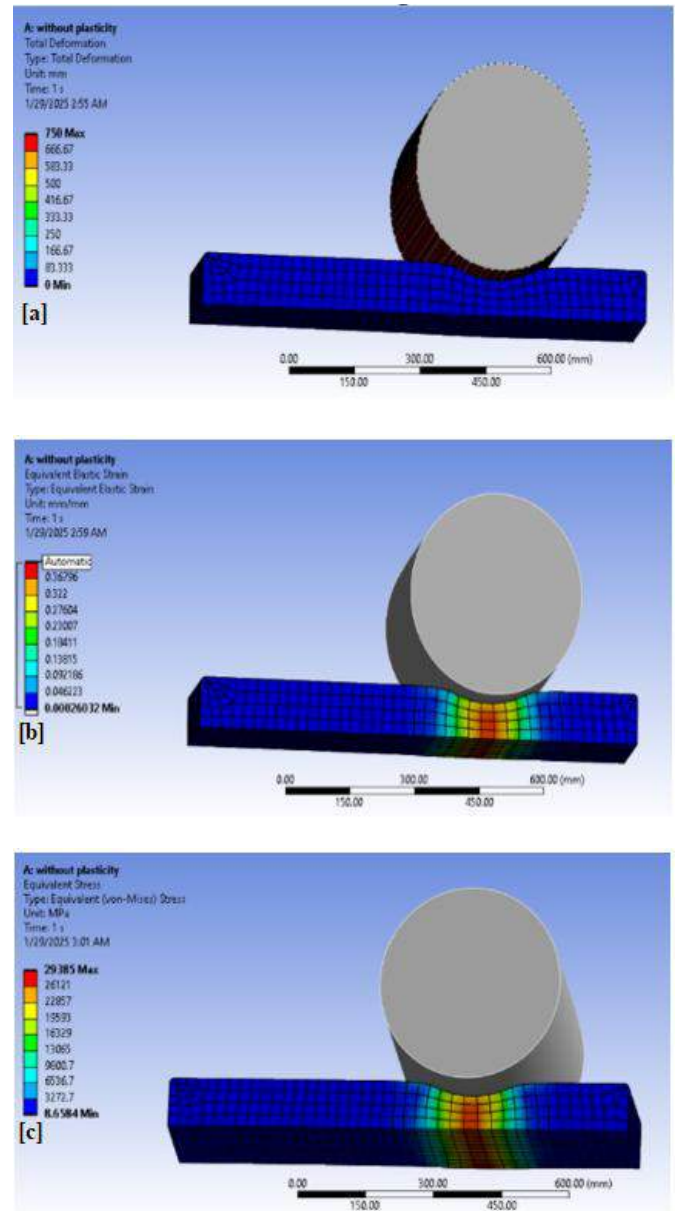 A: without plasticity
Total Deformation
Type: Total Deformation
Unit: mm
Time: 1 s
1/29/2025 2:55 AM
750 Max
666.67
583.33
500
416.67
333.33
250
166.67
83.333
0 Min
[a]
0.00 300.00 600.00 (mm)
150.00 450.00
A: without plasticity
Equivalent Elastic Strain
Type: Equivalent Elastic Strain
Unit: mm/mm
Time: 1 s
1/29/2025 2:59 AM
Automatic
0.36796
0.322
0.27604
0.23007
0.18411
0.13815
0.092186
0.046223
0.00026032 Min
[b]
0.00 300.00 600.00 (mm)
150.00 450.00
A: without plasticity
Equivalent Stress
Type: Equivalent (von-Mises) Stress
Unit: MPa
Time: 1 s
1/29/2025 3:01 AM
29385 Max
26121
22857
19593
16329
13065
9800.7
6536.7
3272.7
8.6584 Min
[c]
0.00 300.00 600.00 (mm)
150.00 450.00